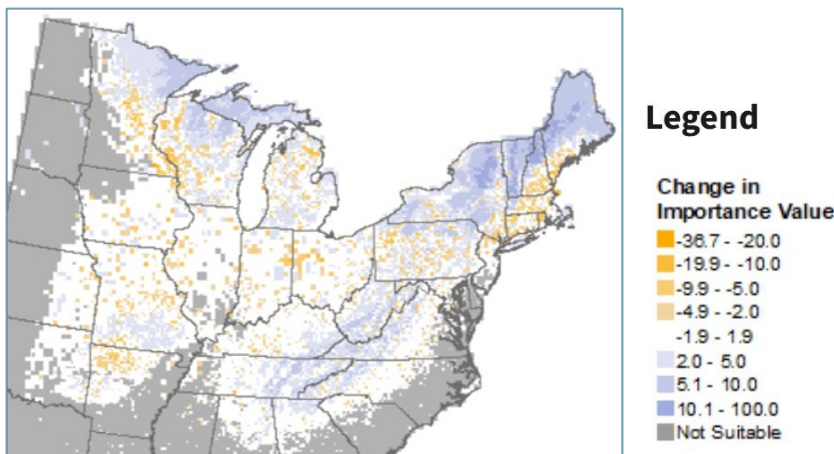 Legend
Change in
Importance Value
-36.7 - -20.0
-19.9 - -10.0
-9.9 - -5.0
-4.9 - -2.0
-1.9 - 1.9
2.0 - 5.0
5.1 - 10.0
10.1 - 100.0
Not Suitable